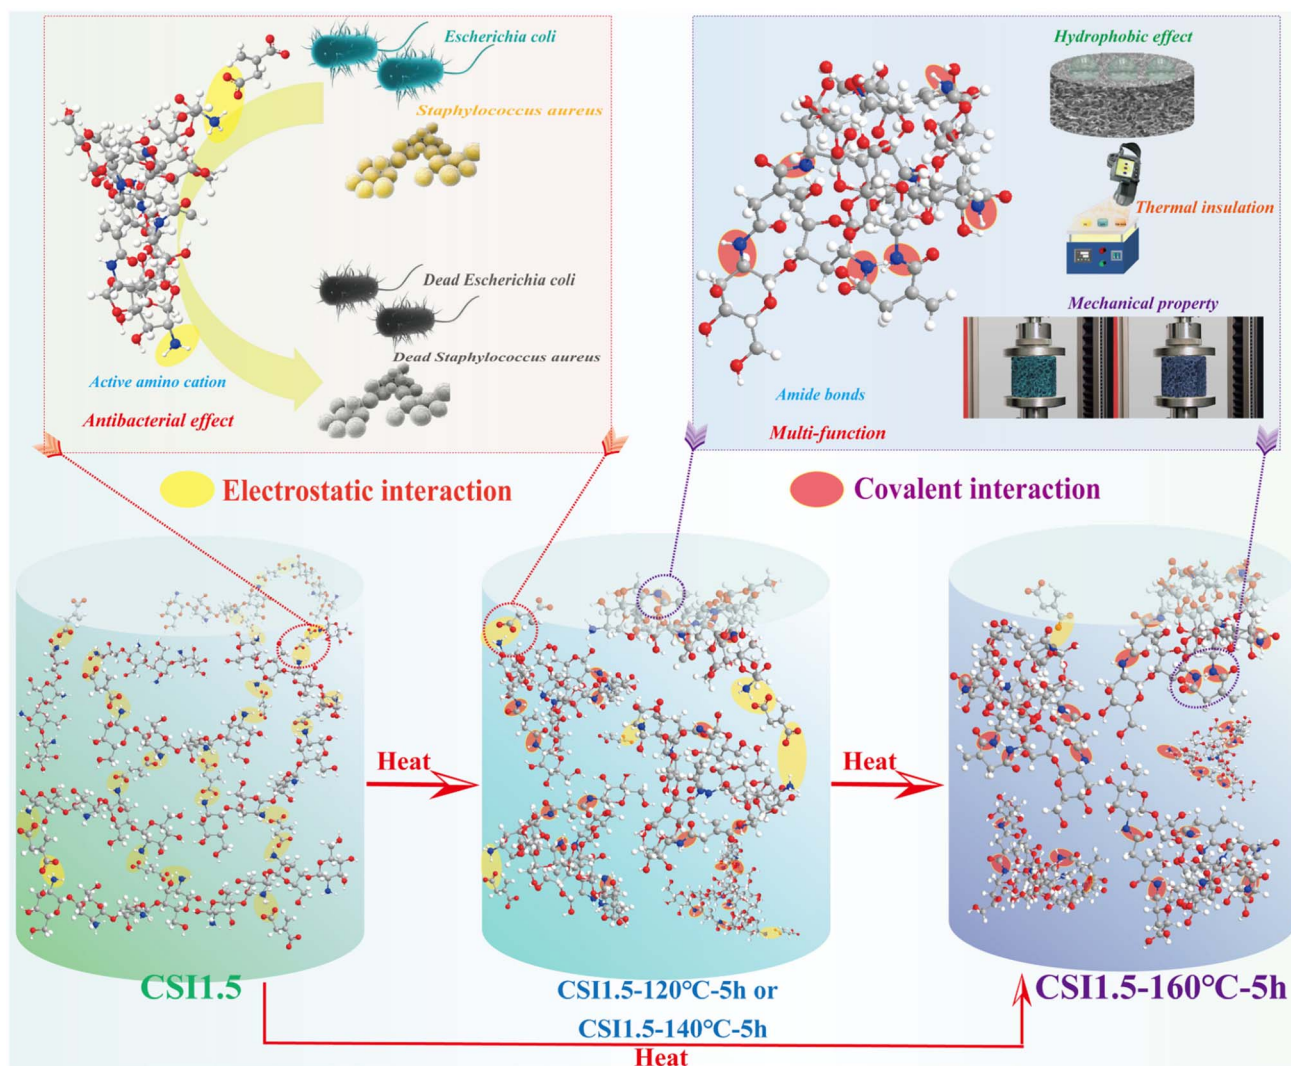 Escherichia coli
Staphylococcus aureus
Dead Escherichia coli
Dead Staphylococcus aureus
Active amino cation
Antibacterial effect
Hydrophobic effect
Thermal insulation
Mechanical property
Amide bonds
Multi-function
Electrostatic interaction
Covalent interaction
Heat
Heat
CSI1.5
CSI1.5-120℃-5h or
CSI1.5-140℃-5h
CSI1.5-160℃-5h
Heat